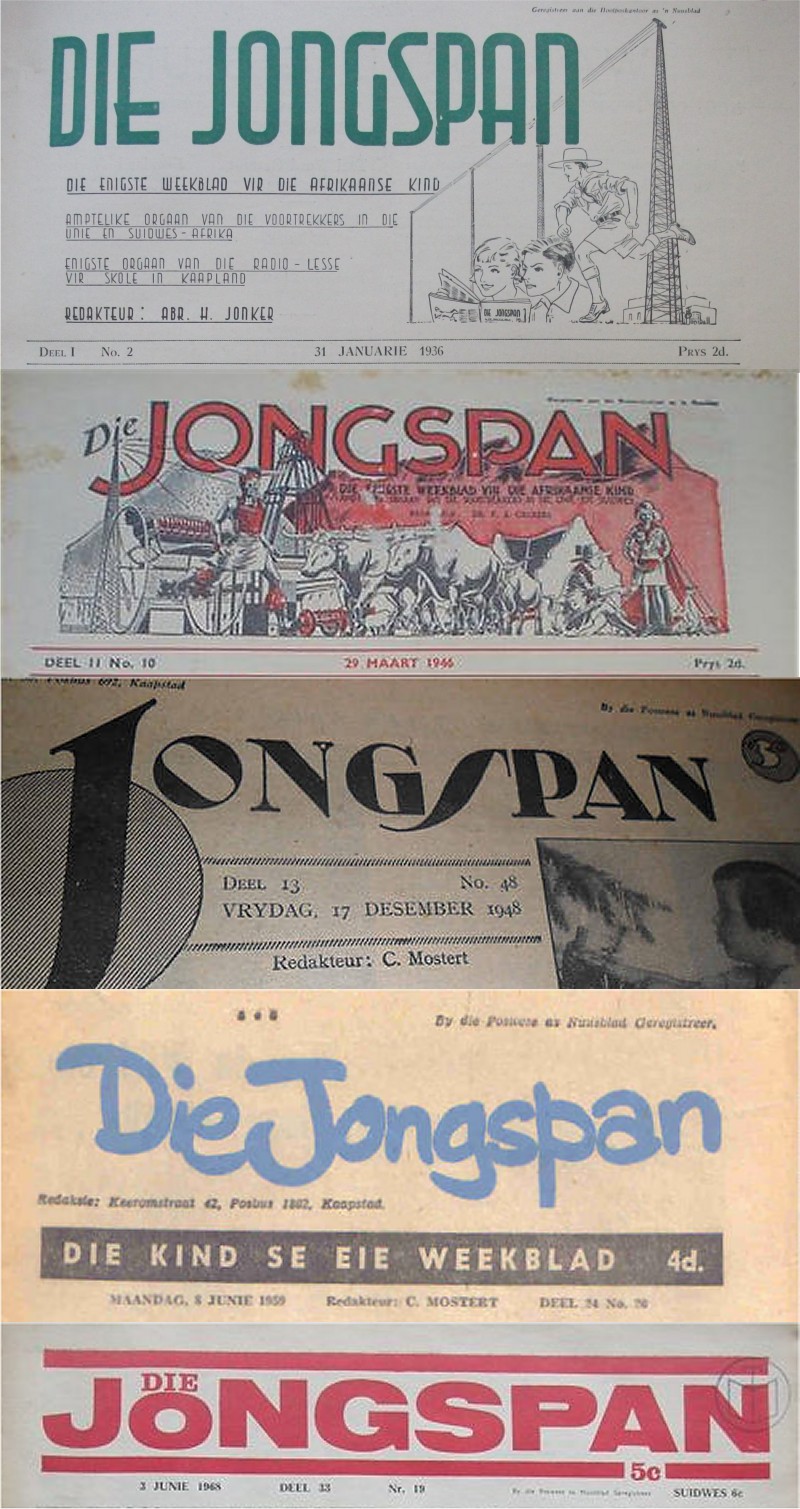 Geregistreer aan die Hoofposkantoor as 'n Nuusblad
DIE JONGSPAN
DIE ENIGSTE WEEKBLAD VIR DIE AFRIKAANSE KIND
AMPTELIKE ORGAAN VAN DIE VOORTREKKERS IN DIE
UNIE EN SUIDWES-AFRIKA
ENIGSTE ORGAAN VAN DIE RADIO-LESSE
VIR SKOLE IN KAAPLAND
DIE JONGSPAN
REDAKTEUR: ABR. H. JONKER
DEEL I No. 2 31 JANUARIE 1936 PRYS 2d.
Die JONGSPAN
DIE ENIGSTE WEEKBLAD VIR DIE AFRIKAANSE KIND
DEEL 11 No. 10 29 MAART 1946 Prys 2d.
Posbus 692, Kaapstad
By die Poswese as Nuusblad Geregistreer
JONGSPAN
3D
DEEL 13 No. 48
VRYDAG, 17 DESEMBER 1948
Redakteur: C. Mostert
By die Poswese as Nuusblad Geregistreer.
Die Jongspan
Redaksie: Keeromstraat 42, Posbus 1802, Kaapstad.
DIE KIND SE EIE WEEKBLAD 4d.
MAANDAG, 8 JUNIE 1959 Redakteur: C. MOSTERT DEEL 24 No. 20
DIE
JONGSPAN
5c
3 JUNIE 1968 DEEL 33 Nr. 19 By die Poswese as Nuusblad Geregistreer SUIDWES 6c